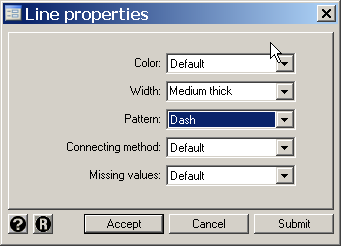 Line properties
Color: Default
Width: Medium thick
Pattern: Dash
Connecting method: Default
Missing values: Default
? R Accept Cancel Submit